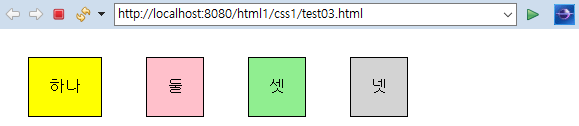 http://localhost:8080/html1/css1/test03.html
하나 둘 셋 넷